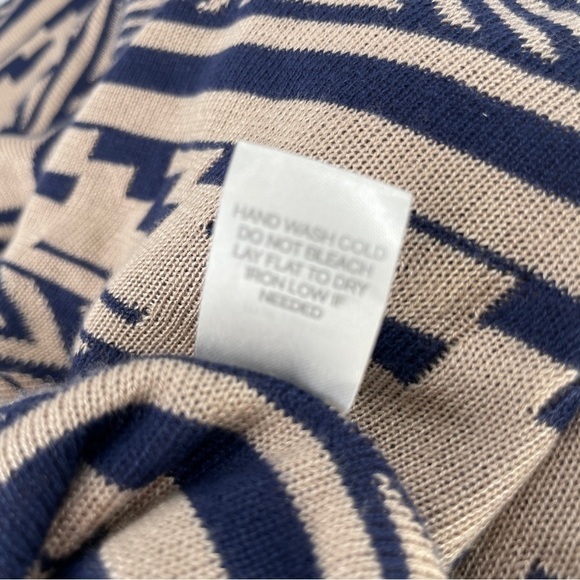 HAND WASH COLD
DO NOT BLEACH
LAY FLAT TO DRY
IRON LOW IF
NEEDED